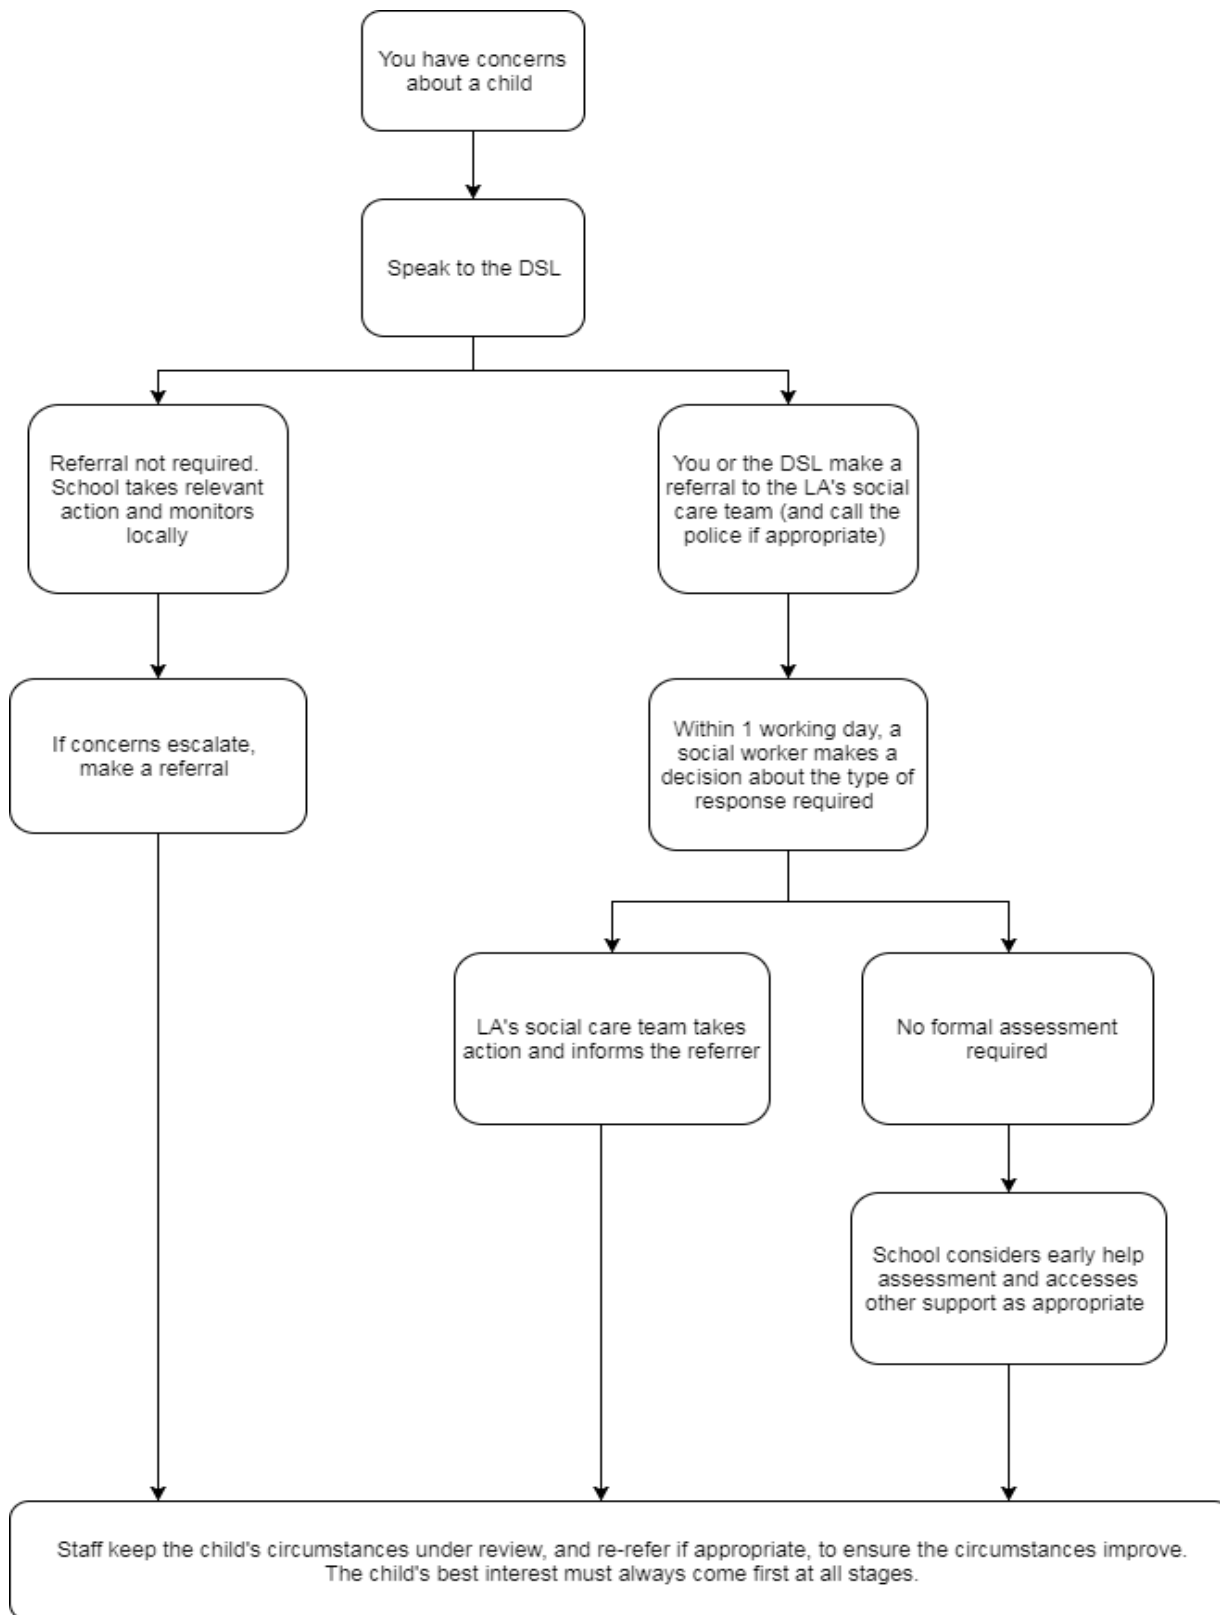 You have concerns
about a child
Speak to the DSL
Referral not required.
School takes relevant
action and monitors
locally
You or the DSL make a
referral to the LA's social
care team (and call the
police if appropriate)
If concerns escalate,
make a referral
Within 1 working day, a
social worker makes a
decision about the type of
response required
LA's social care team takes
action and informs the referrer
No formal assessment
required
School considers early help
assessment and accesses
other support as appropriate
Staff keep the child's circumstances under review, and re-refer if appropriate, to ensure the circumstances improve.
The child's best interest must always come first at all stages.